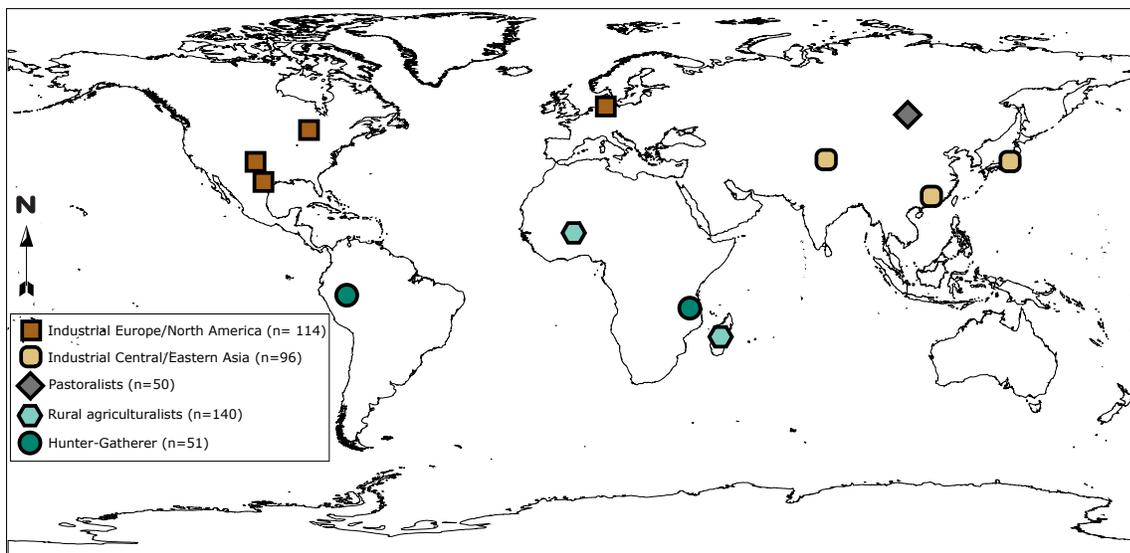 N
Industrial Europe/North America (n= 114)
Industrial Central/Eastern Asia (n=96)
Pastoralists (n=50)
Rural agriculturalists (n=140)
Hunter-Gatherer (n=51)